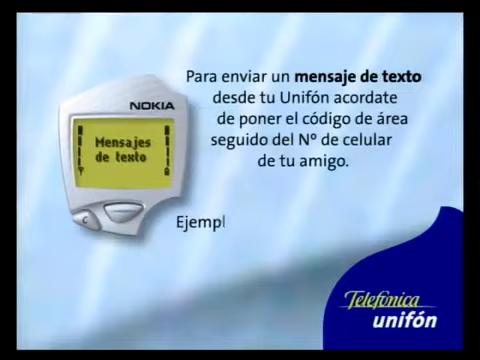 Para enviar un mensaje de texto
desde tu Unifón acordate
de poner el código de área
seguido del Nº de celular
de tu amigo.
NOKIA
Mensajes
de texto
C
Ejempl
Telefónica
unifón